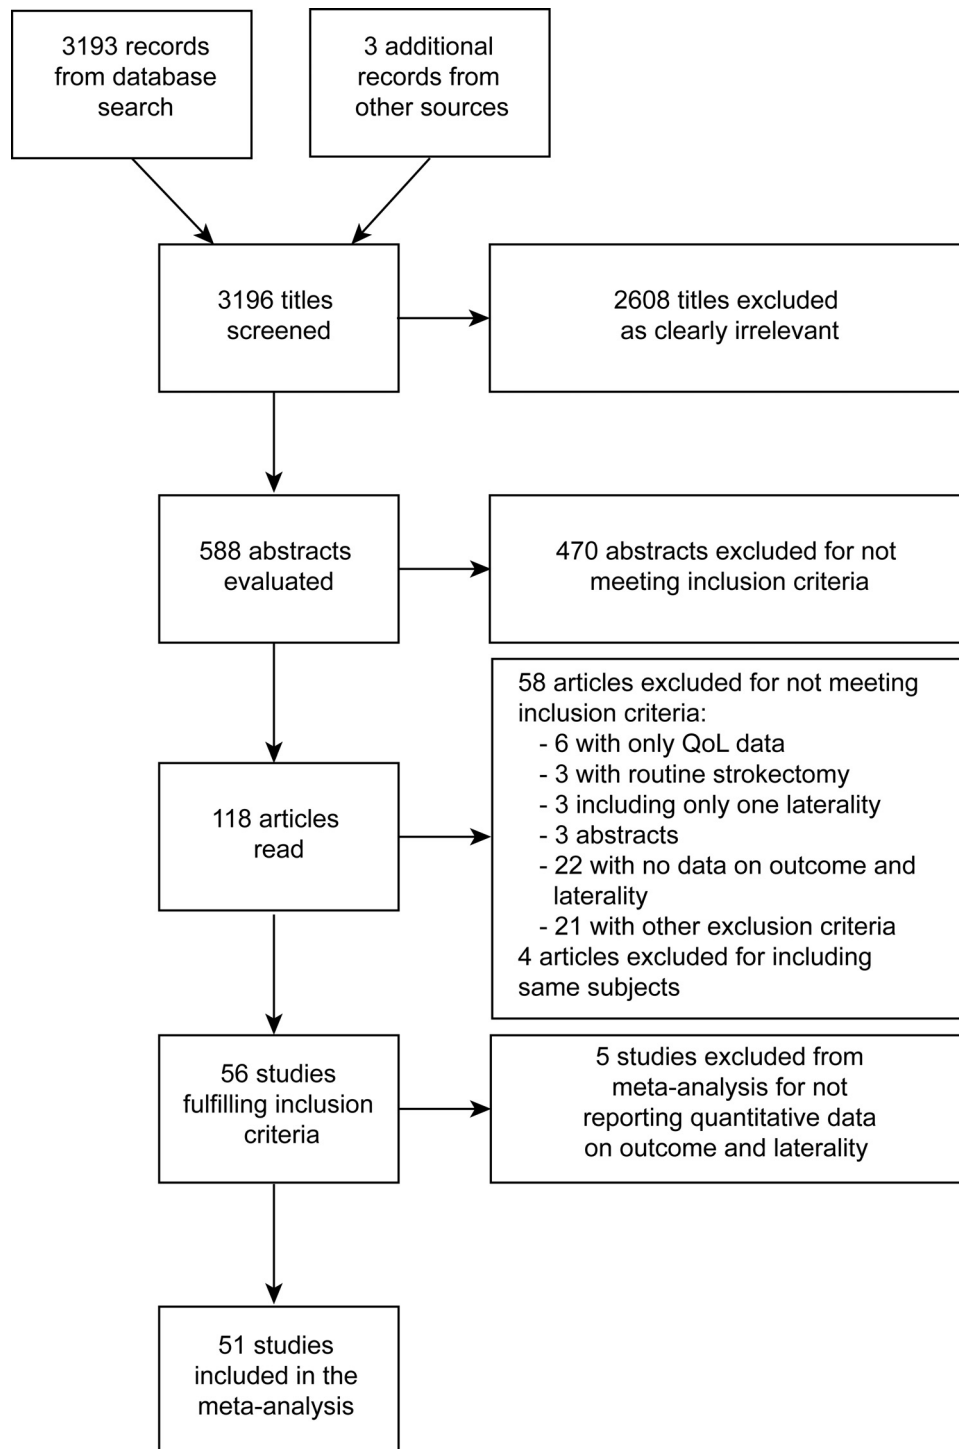 3193 records
from database
search
3 additional
records from
other sources
3196 titles
screened
2608 titles excluded
as clearly irrelevant
588 abstracts
evaluated
470 abstracts excluded for not
meeting inclusion criteria
118 articles
read
58 articles excluded for not meeting
inclusion criteria:
- 6 with only QoL data
- 3 with routine strokectomy
- 3 including only one laterality
- 3 abstracts
- 22 with no data on outcome and
laterality
- 21 with other exclusion criteria
4 articles excluded for including
same subjects
56 studies
fulfilling inclusion
criteria
5 studies excluded from
meta-analysis for not
reporting quantitative data
on outcome and laterality
51 studies
included in the
meta-analysis